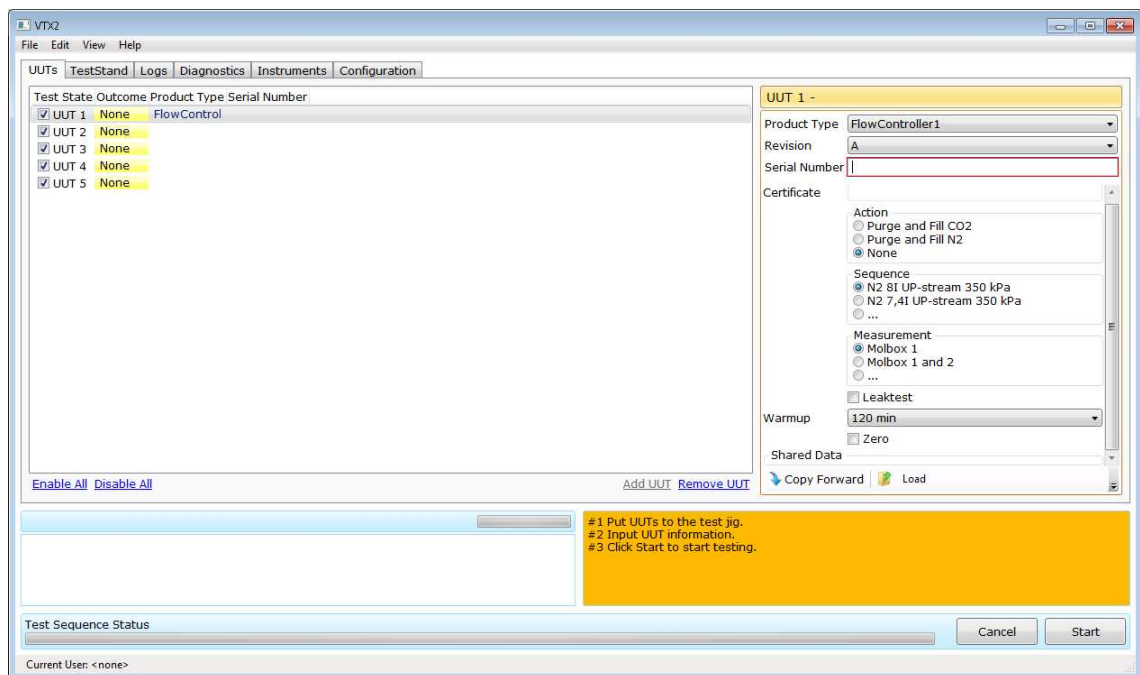 VTX2
File Edit View Help
UUTs TestStand Logs Diagnostics Instruments Configuration
Test State Outcome Product Type Serial Number
UUT 1 None FlowControl
UUT 2 None
UUT 3 None
UUT 4 None
UUT 5 None
Enable All Disable All
Add UUT Remove UUT
UUT 1 -
Product Type FlowController1
Revision A
Serial Number
Certificate
Action
Purge and Fill CO2
Purge and Fill N2
None
Sequence
N2 8l UP-stream 350 kPa
N2 7,4l UP-stream 350 kPa
...
Measurement
Molbox 1
Molbox 1 and 2
...
Leaktest
Warmup 120 min
Zero
Shared Data
Copy Forward Load
#1 Put UUTs to the test jig.
#2 Input UUT information.
#3 Click Start to start testing.
Test Sequence Status
Cancel Start
Current User: <none>